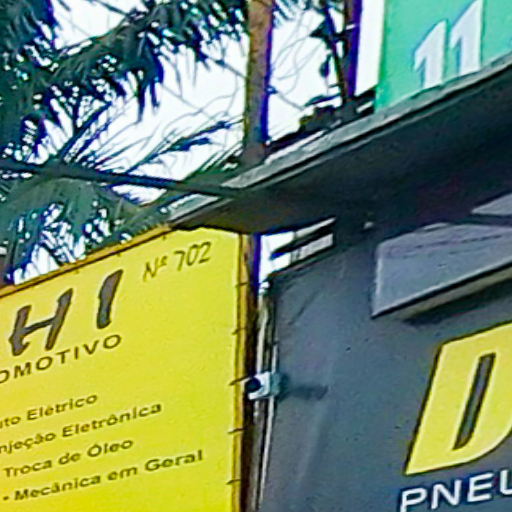 11
Nº 702
HI
OMOTIVO
uto Elétrico
njeção Eletrônica
Troca de Óleo
- Mecânica em Geral
D
PNEU